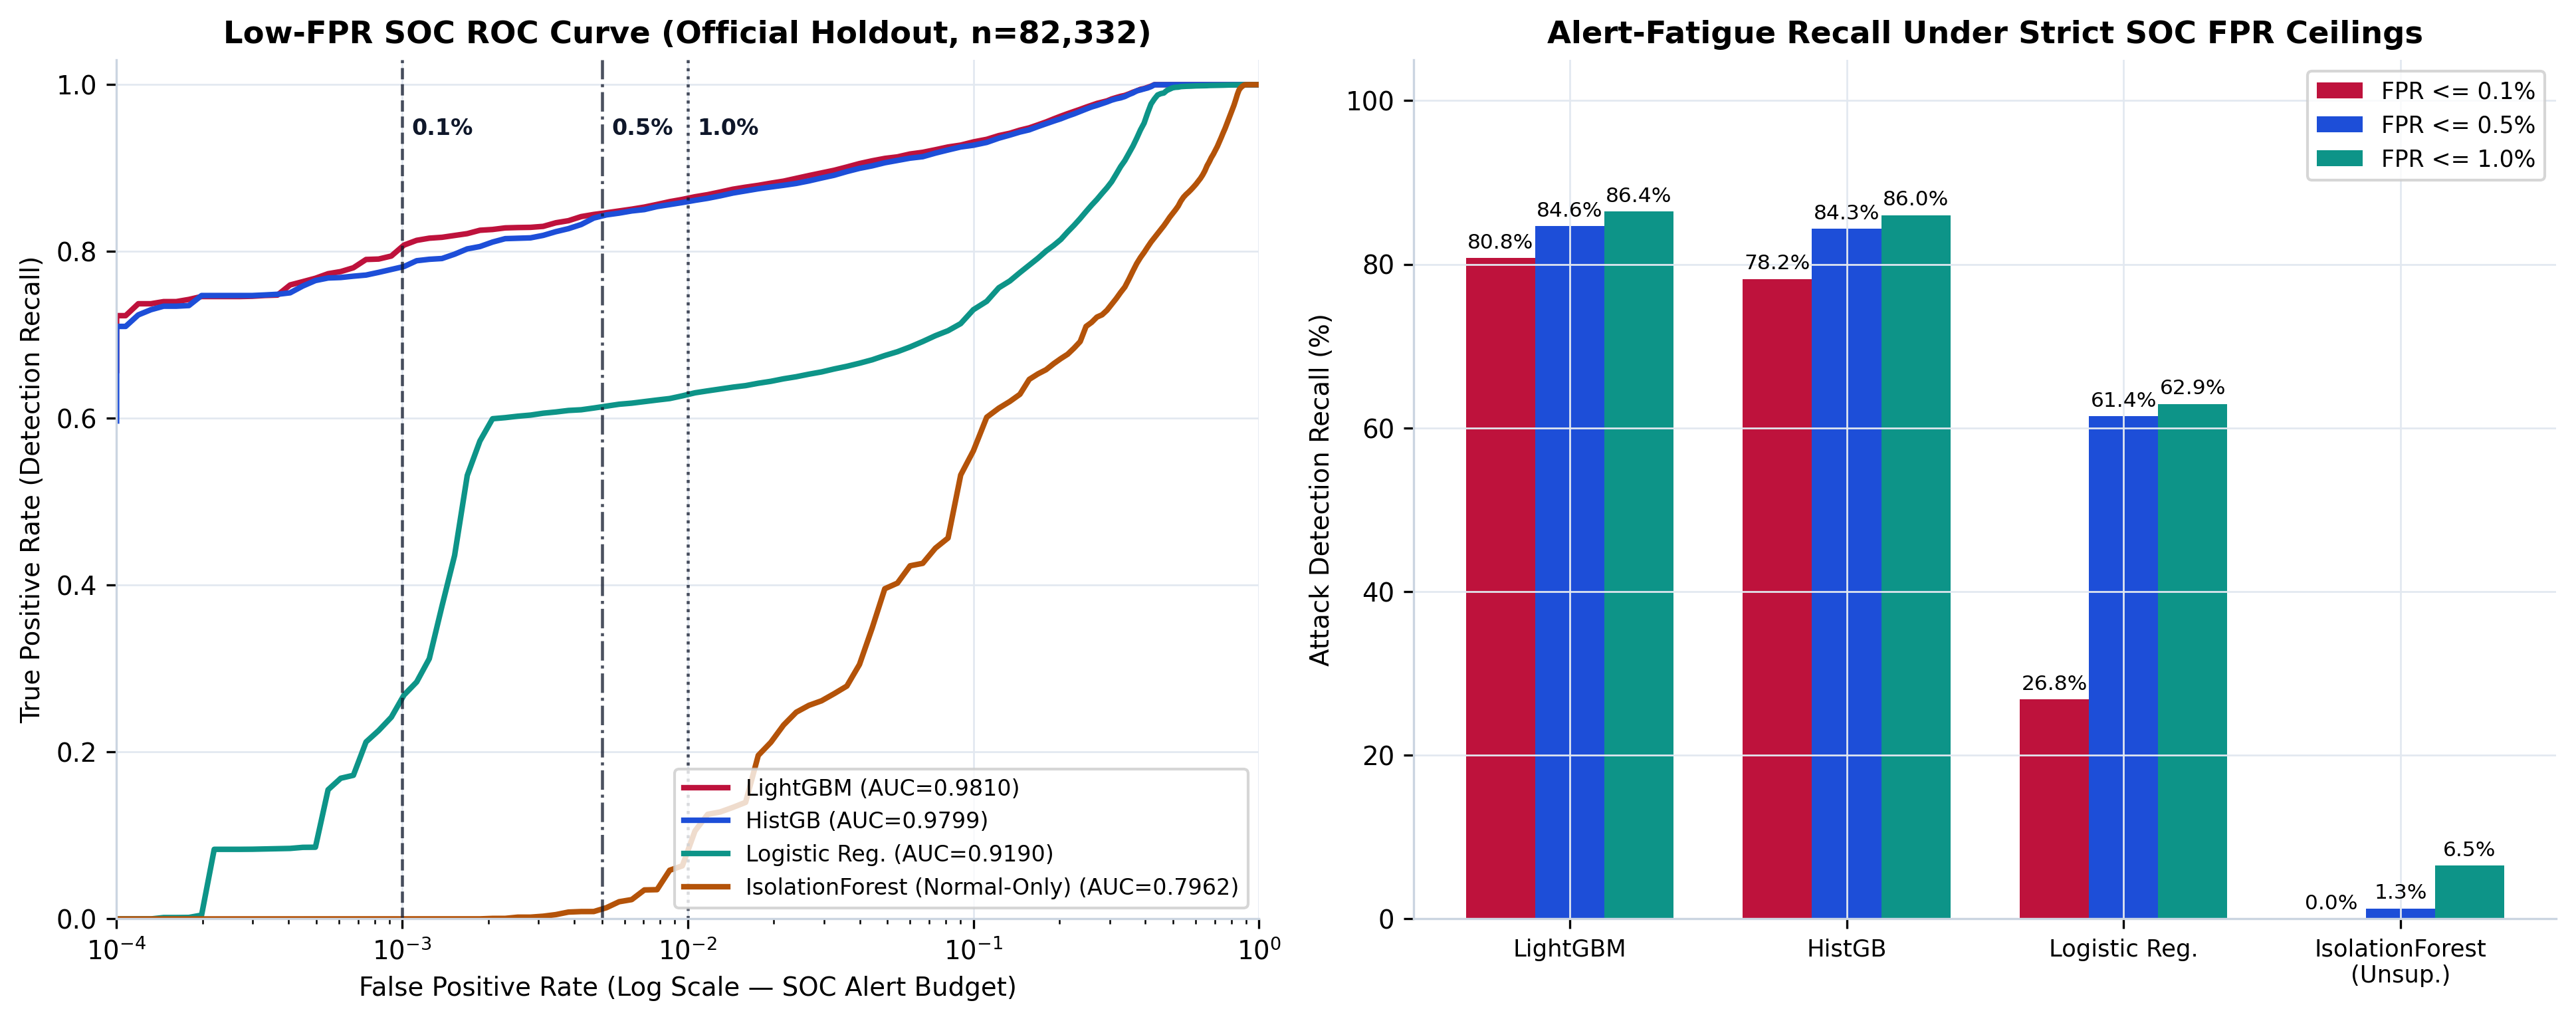 Low-FPR SOC ROC Curve (Official Holdout, n=82,332)
True Positive Rate (Detection Recall)
1.0
0.8
0.6
0.4
0.2
0.0
0.1%
0.5%
1.0%
LightGBM (AUC=0.9810)
HistGB (AUC=0.9799)
Logistic Reg. (AUC=0.9190)
IsolationForest (Normal-Only) (AUC=0.7962)
10⁻⁴
10⁻³
10⁻²
10⁻¹
10⁰
False Positive Rate (Log Scale — SOC Alert Budget)
Alert-Fatigue Recall Under Strict SOC FPR Ceilings
Attack Detection Recall (%)
100
80
60
40
20
0
FPR <= 0.1%
FPR <= 0.5%
FPR <= 1.0%
80.8%
84.6%
86.4%
78.2%
84.3%
86.0%
26.8%
61.4%
62.9%
0.0%
1.3%
6.5%
LightGBM
HistGB
Logistic Reg.
IsolationForest
(Unsup.)